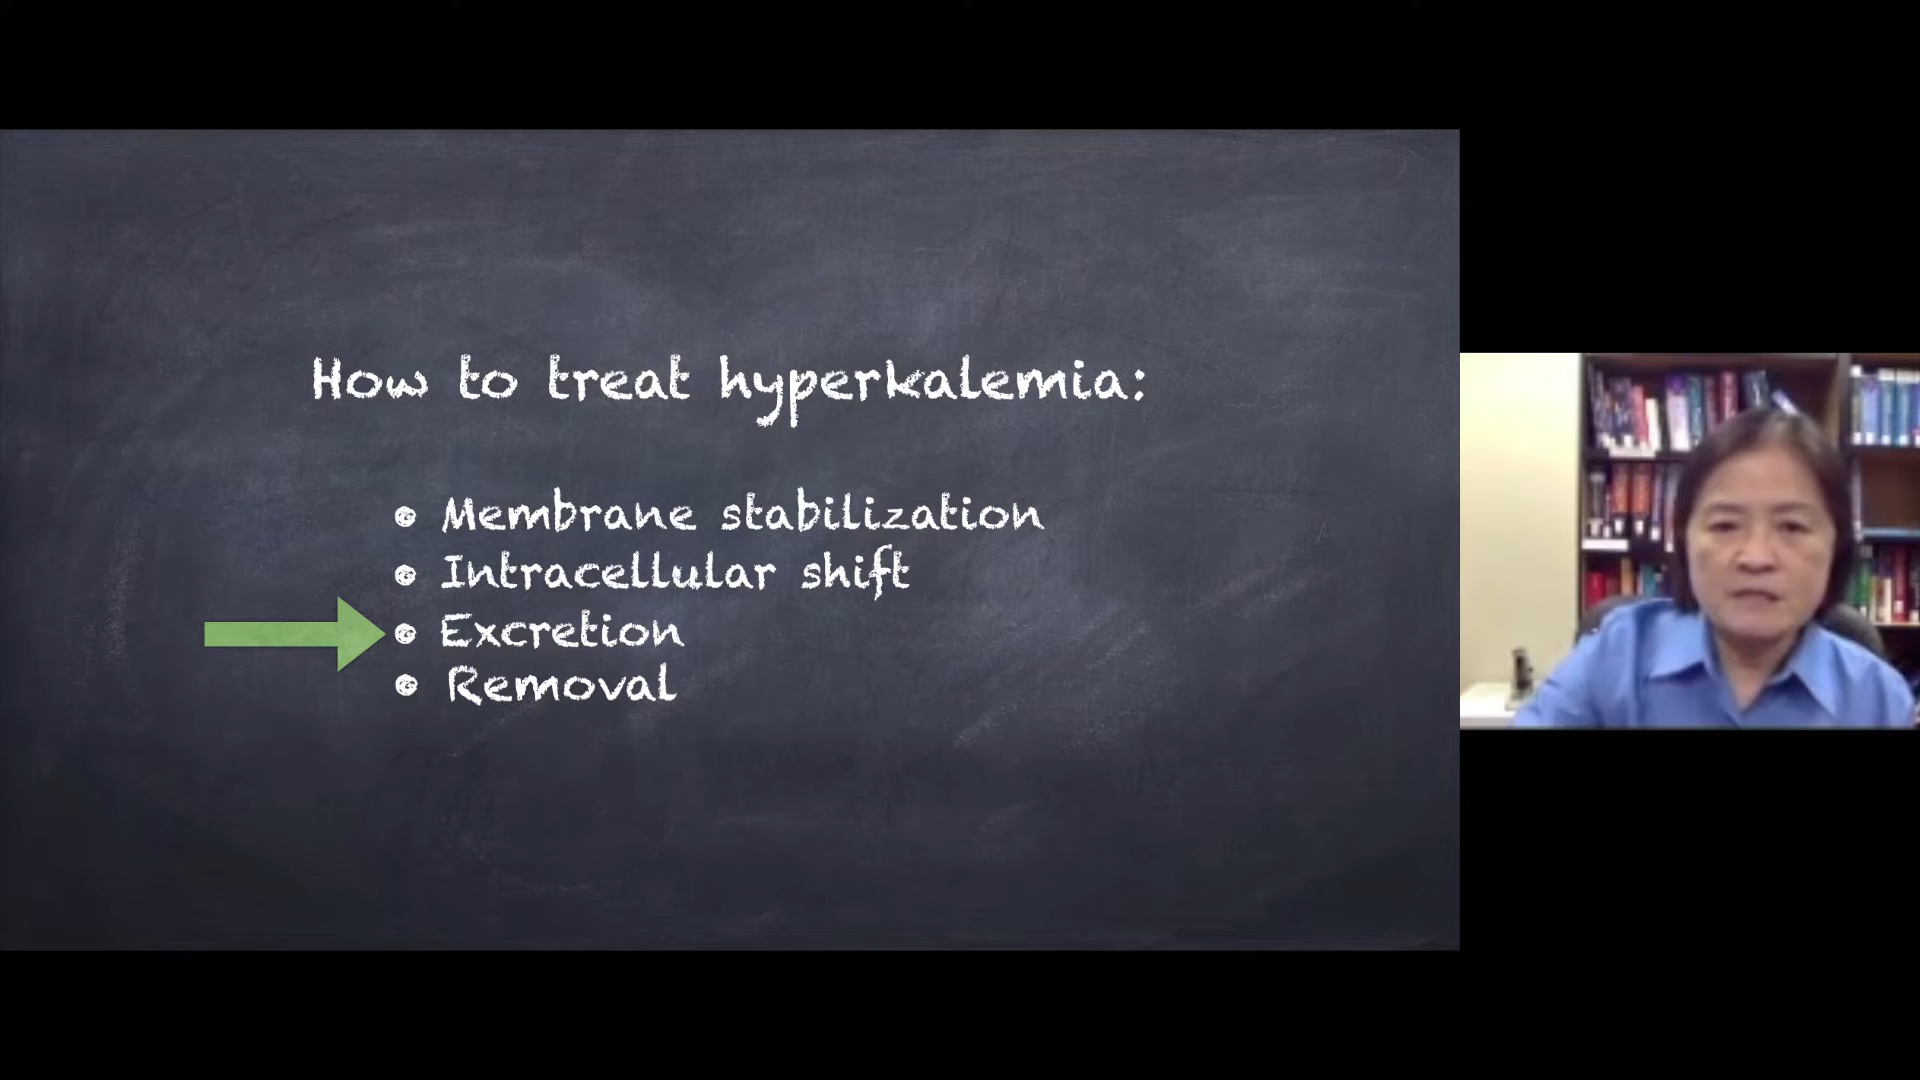 How to treat hyperkalemia:
• Membrane stabilization
• Intracellular shift
• Excretion
• Removal